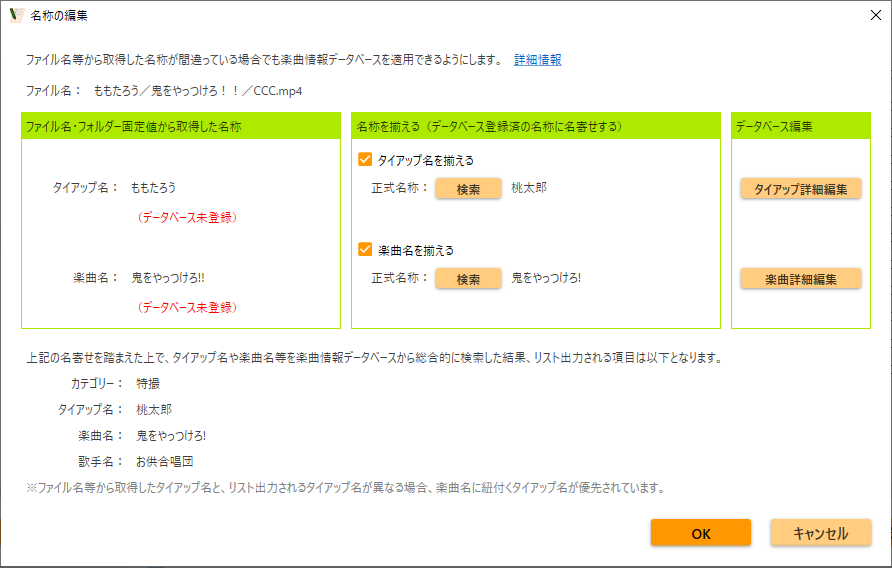 名称の編集
ファイル名等から取得した名称が間違っている場合でも楽曲情報データベースを適用できるようにします。 詳細情報
ファイル名： ももたろう／鬼をやっつけろ！！／CCC.mp4
ファイル名・フォルダー固定値から取得した名称
名称を揃える（データベース登録済の名称に名寄せする）
データベース編集
タイアップ名： ももたろう
（データベース未登録）
タイアップ名を揃える
正式名称： 検索 桃太郎
タイアップ詳細編集
楽曲名： 鬼をやっつけろ!!
（データベース未登録）
楽曲名を揃える
正式名称： 検索 鬼をやっつけろ!
楽曲詳細編集
上記の名寄せを踏まえた上で、タイアップ名や楽曲名等を楽曲情報データベースから総合的に検索した結果、リスト出力される項目は以下となります。
カテゴリー： 特撮
タイアップ名： 桃太郎
楽曲名： 鬼をやっつけろ!
歌手名： お供合唱団
※ファイル名等から取得したタイアップ名と、リスト出力されるタイアップ名が異なる場合、楽曲名に紐付くタイアップ名が優先されています。
OK
キャンセル